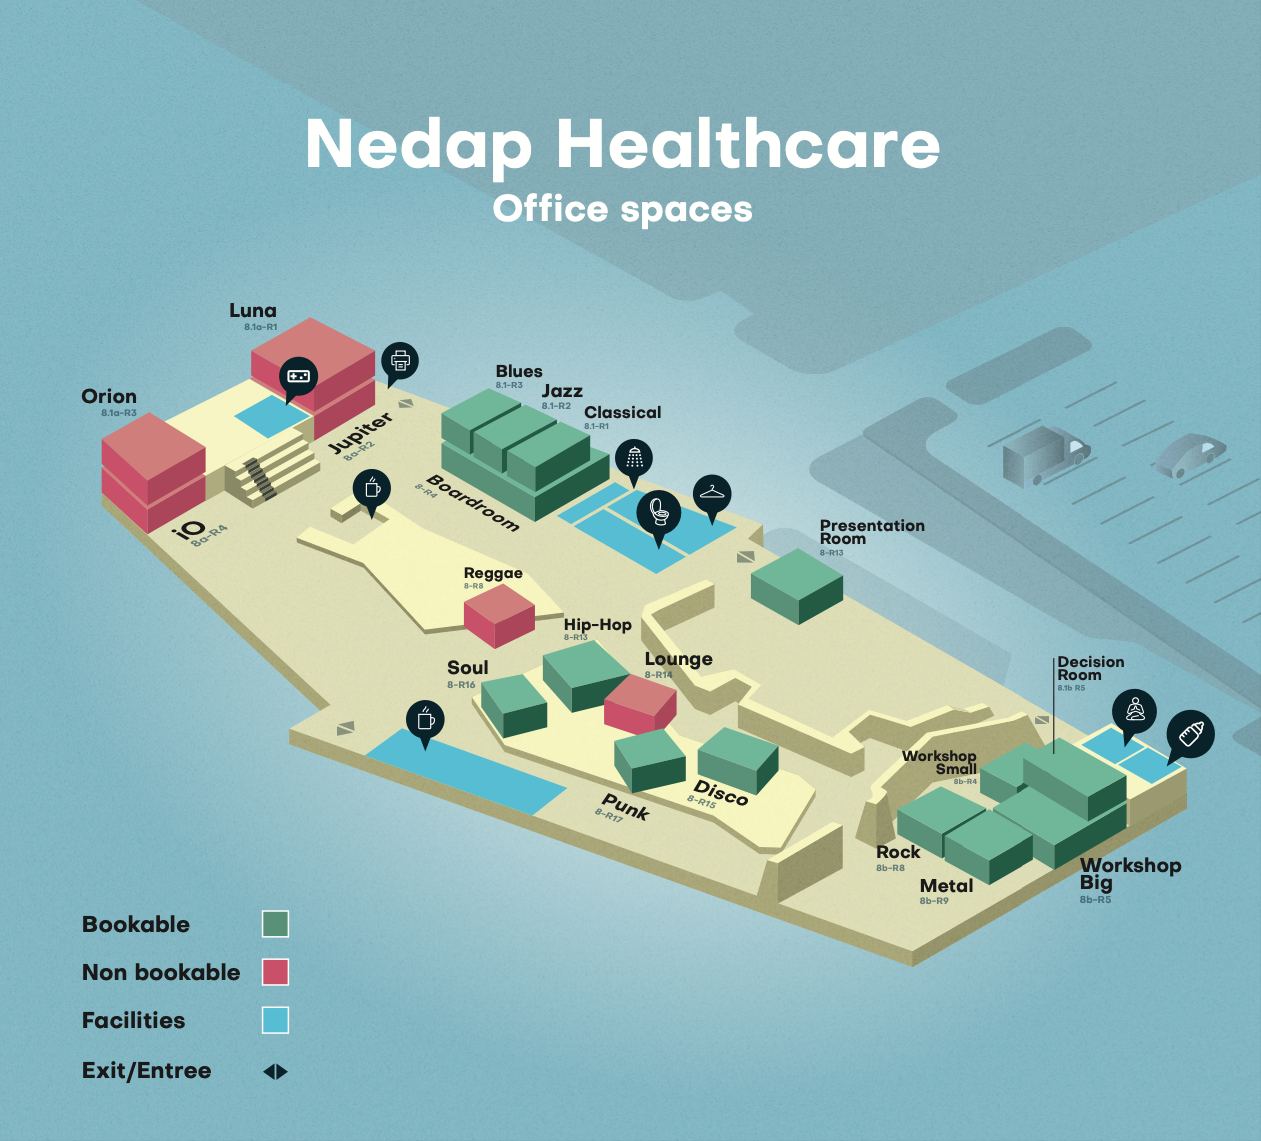 Nedap Healthcare
Office spaces
Luna
8.1a-R1
Orion
8.1a-R3
Jupiter
8a-R2
iO
8a-R4
Blues
8.1-R3
Jazz
8.1-R2
Classical
8.1-R1
Boardroom
8-R4
Presentation
Room
8-R13
Reggae
8-R8
Hip-Hop
8-R13
Soul
8-R16
Lounge
8-R14
Decision
Room
8.1b R5
Workshop
Small
8b-R4
Disco
8-R15
Punk
8-R17
Rock
8b-R8
Metal
8b-R9
Workshop
Big
8b-R5
Bookable
Non bookable
Facilities
Exit/Entree